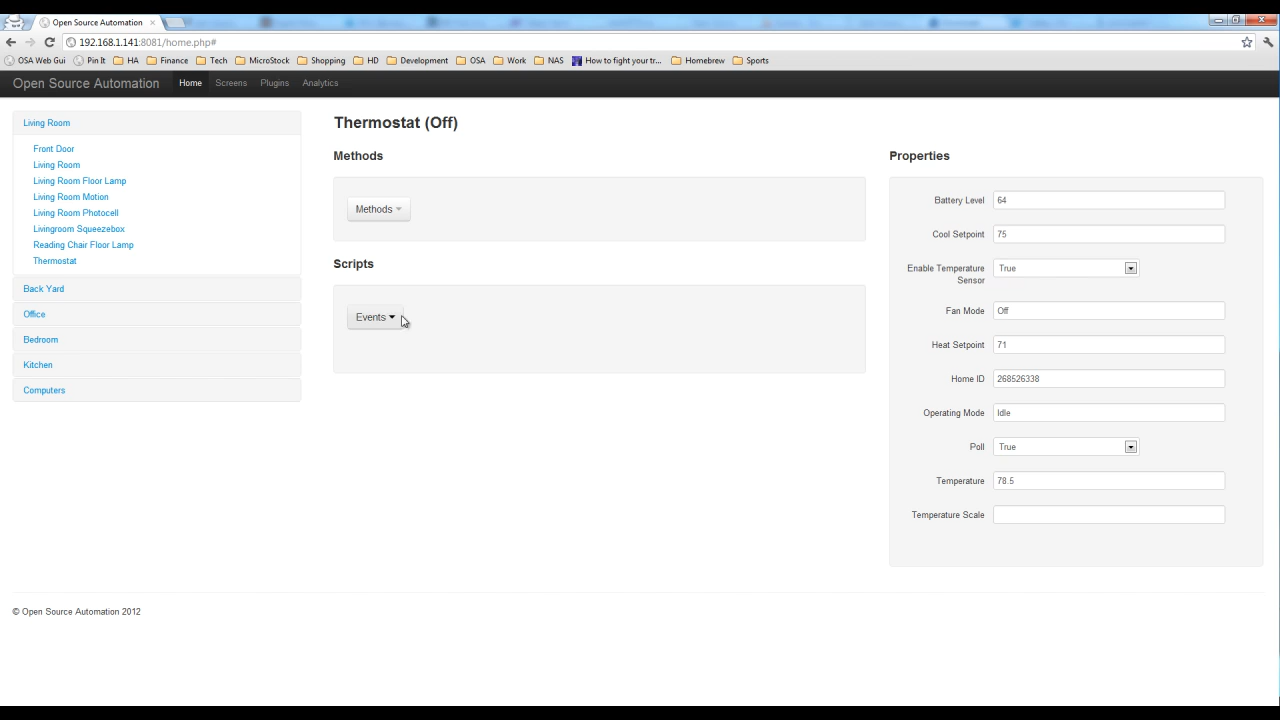 Open Source Automation
192.168.1.141:8081/home.php#
OSA Web Gui Pin It HA Finance Tech MicroStock Shopping HD Development OSA Work NAS How to fight your tr... Homebrew Sports
Open Source Automation Home Screens Plugins Analytics
Living Room
Front Door
Living Room
Living Room Floor Lamp
Living Room Motion
Living Room Photocell
Livingroom Squeezebox
Reading Chair Floor Lamp
Thermostat
Back Yard
Office
Bedroom
Kitchen
Computers
Thermostat (Off)
Methods
Methods
Scripts
Events
Properties
Battery Level 64
Cool Setpoint 75
Enable Temperature True
Sensor
Fan Mode Off
Heat Setpoint 71
Home ID 268526338
Operating Mode Idle
Poll True
Temperature 78.5
Temperature Scale
© Open Source Automation 2012